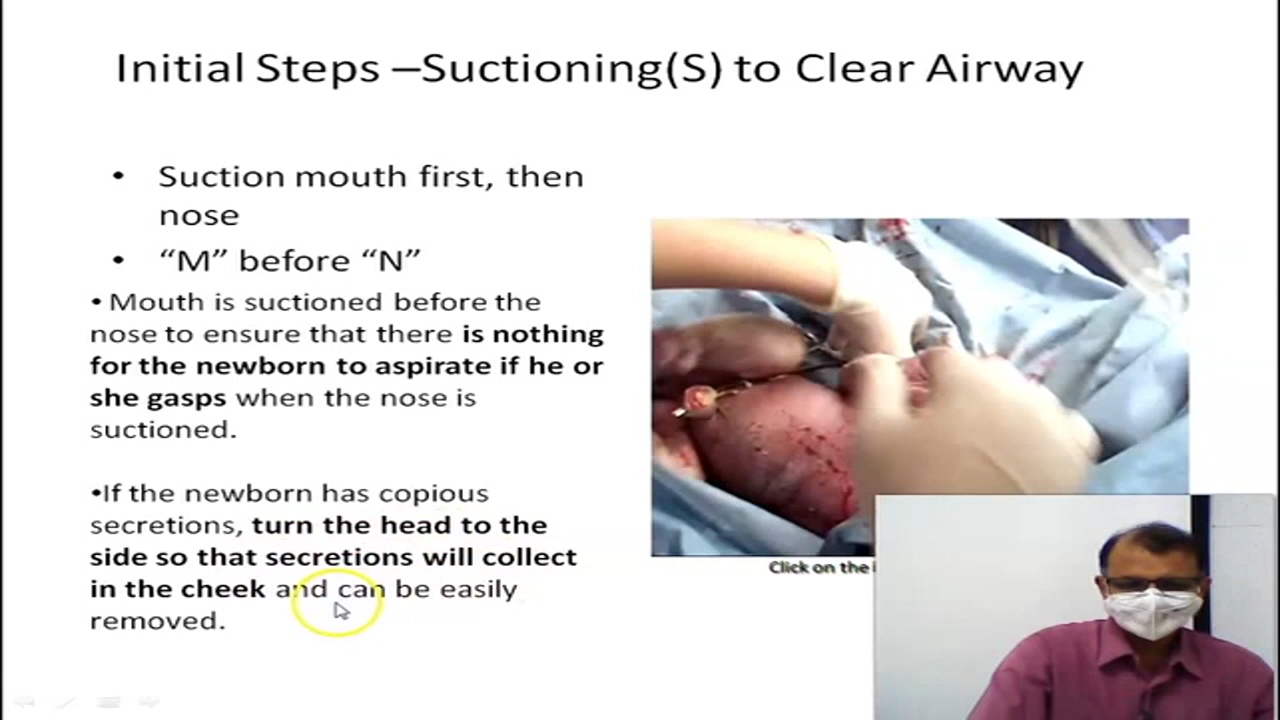 Initial Steps –Suctioning(S) to Clear Airway
• Suction mouth first, then
nose
• “M” before “N”
• Mouth is suctioned before the
nose to ensure that there is nothing
for the newborn to aspirate if he or
she gasps when the nose is
suctioned.
•If the newborn has copious
secretions, turn the head to the
side so that secretions will collect
in the cheek and can be easily
removed.
Click on the